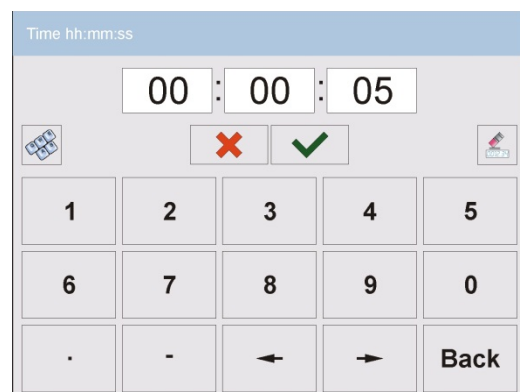 Time hh:mm:ss
00 : 00 : 05
1 2 3 4 5
6 7 8 9 0
. - ← → Back